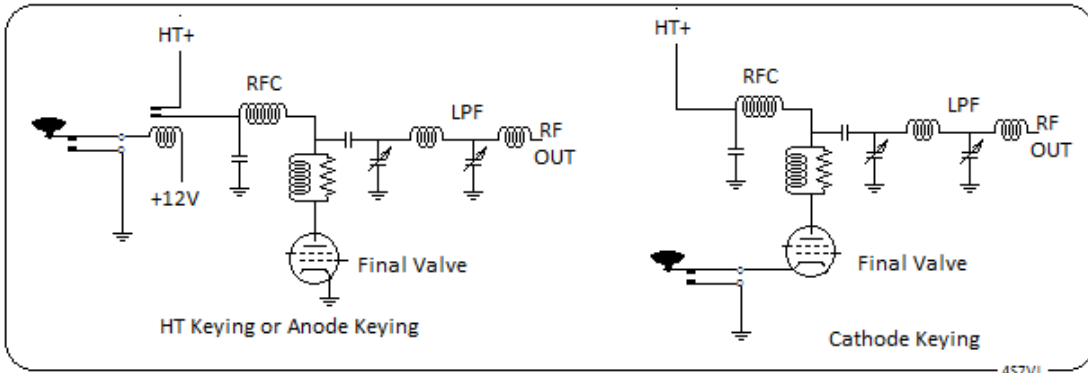 HT+
RFC
LPF
RF
OUT
+12V
Final Valve
HT Keying or Anode Keying
HT+
RFC
LPF
RF
OUT
Final Valve
Cathode Keying